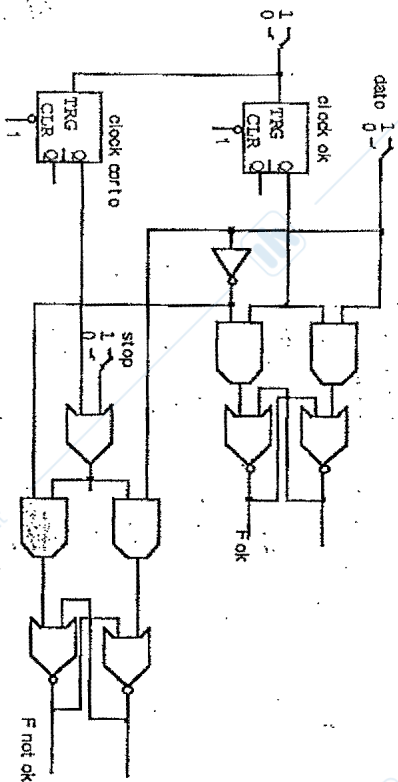 dato
1
0
1
0
clock ok
TRG
CLR
Q
Q
1
clock corto
TRG
CLR
Q
Q
1
stop
1
0
F ok
F not ok